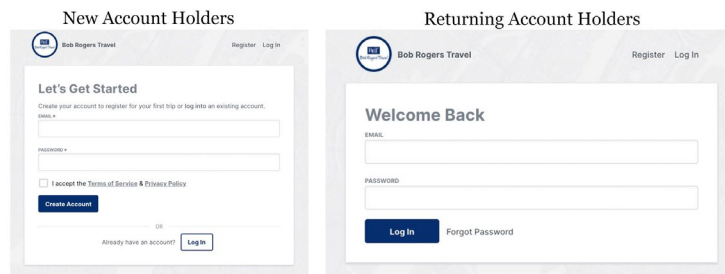 New Account Holders
Bob Rogers Travel
Register Log In
Let's Get Started
Create your account to register for your first trip or log into an existing account.
EMAIL *
PASSWORD *
I accept the Terms of Service & Privacy Policy
Create Account
OR
Already have an account? Log In
Returning Account Holders
Bob Rogers Travel
Register Log In
Welcome Back
EMAIL
PASSWORD
Log In Forgot Password